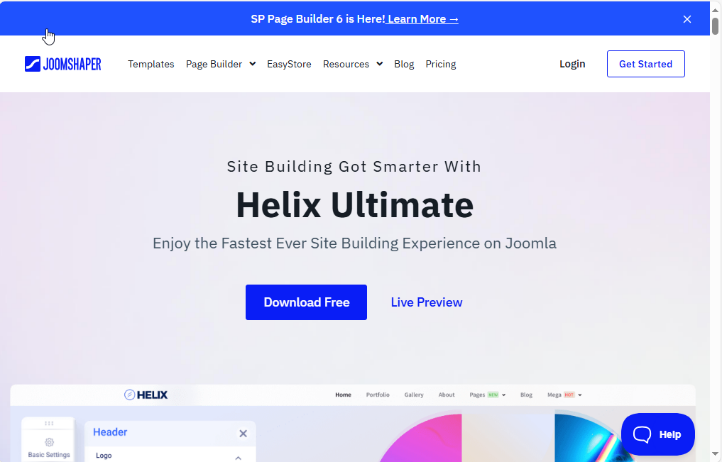 SP Page Builder 6 is Here! Learn More →
JOOMSHAPER
Templates Page Builder EasyStore Resources Blog Pricing Login Get Started
Site Building Got Smarter With
Helix Ultimate
Enjoy the Fastest Ever Site Building Experience on Joomla
Download Free Live Preview
HELIX Home Portfolio Gallery About Pages NEW Blog Mega HOT
Header
Basic Settings
Logo
Help